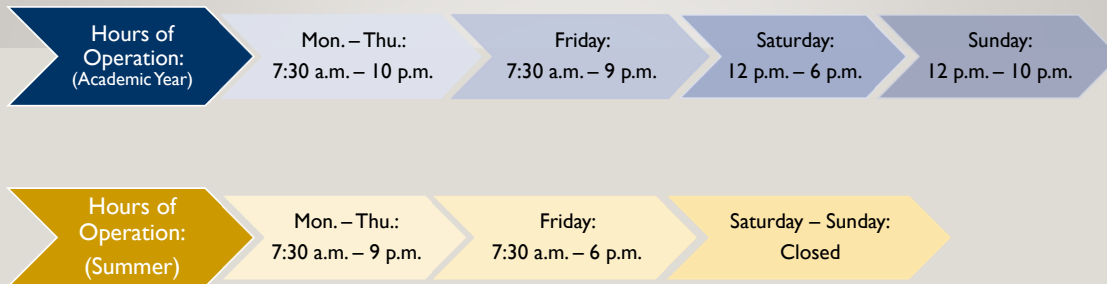 Hours of
Operation:
(Academic Year)
Mon. – Thu.:
7:30 a.m. – 10 p.m.
Friday:
7:30 a.m. – 9 p.m.
Saturday:
12 p.m. – 6 p.m.
Sunday:
12 p.m. – 10 p.m.
Hours of
Operation:
(Summer)
Mon. – Thu.:
7:30 a.m. – 9 p.m.
Friday:
7:30 a.m. – 6 p.m.
Saturday – Sunday:
Closed